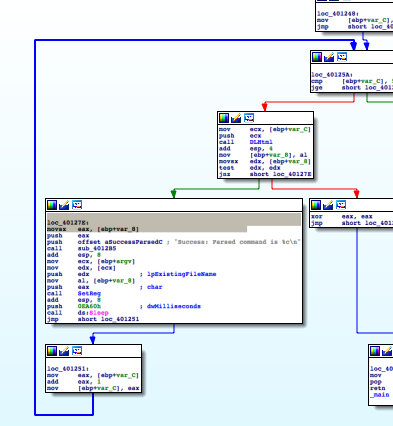 loc_401248:
mov [ebp+var_C],
jmp short loc_40
loc_40125A:
cmp [ebp+var_C],
jge short loc_401
mov ecx, [ebp+var_C]
push ecx
call DLHtml
add esp, 4
mov [ebp+var_8], al
movsx edx, [ebp+var_8]
test edx, edx
jnz short loc_40127E
loc_40127E:
movsx eax, [ebp+var_8]
push eax
push offset aSuccessParsedC ; "Success: Parsed command is %c\n"
call sub_4012B5
add esp, 8
mov ecx, [ebp+argv]
mov edx, [ecx]
push edx ; lpExistingFileName
mov al, [ebp+var_8]
push eax ; char
call SetReg
add esp, 8
push 0EA60h ; dwMilliseconds
call ds:Sleep
jmp short loc_401251
xor eax, eax
jmp short loc_401
loc_401251:
mov eax, [ebp+var_C]
add eax, 1
mov [ebp+var_C], eax
loc_40
mov
pop
retn
_main